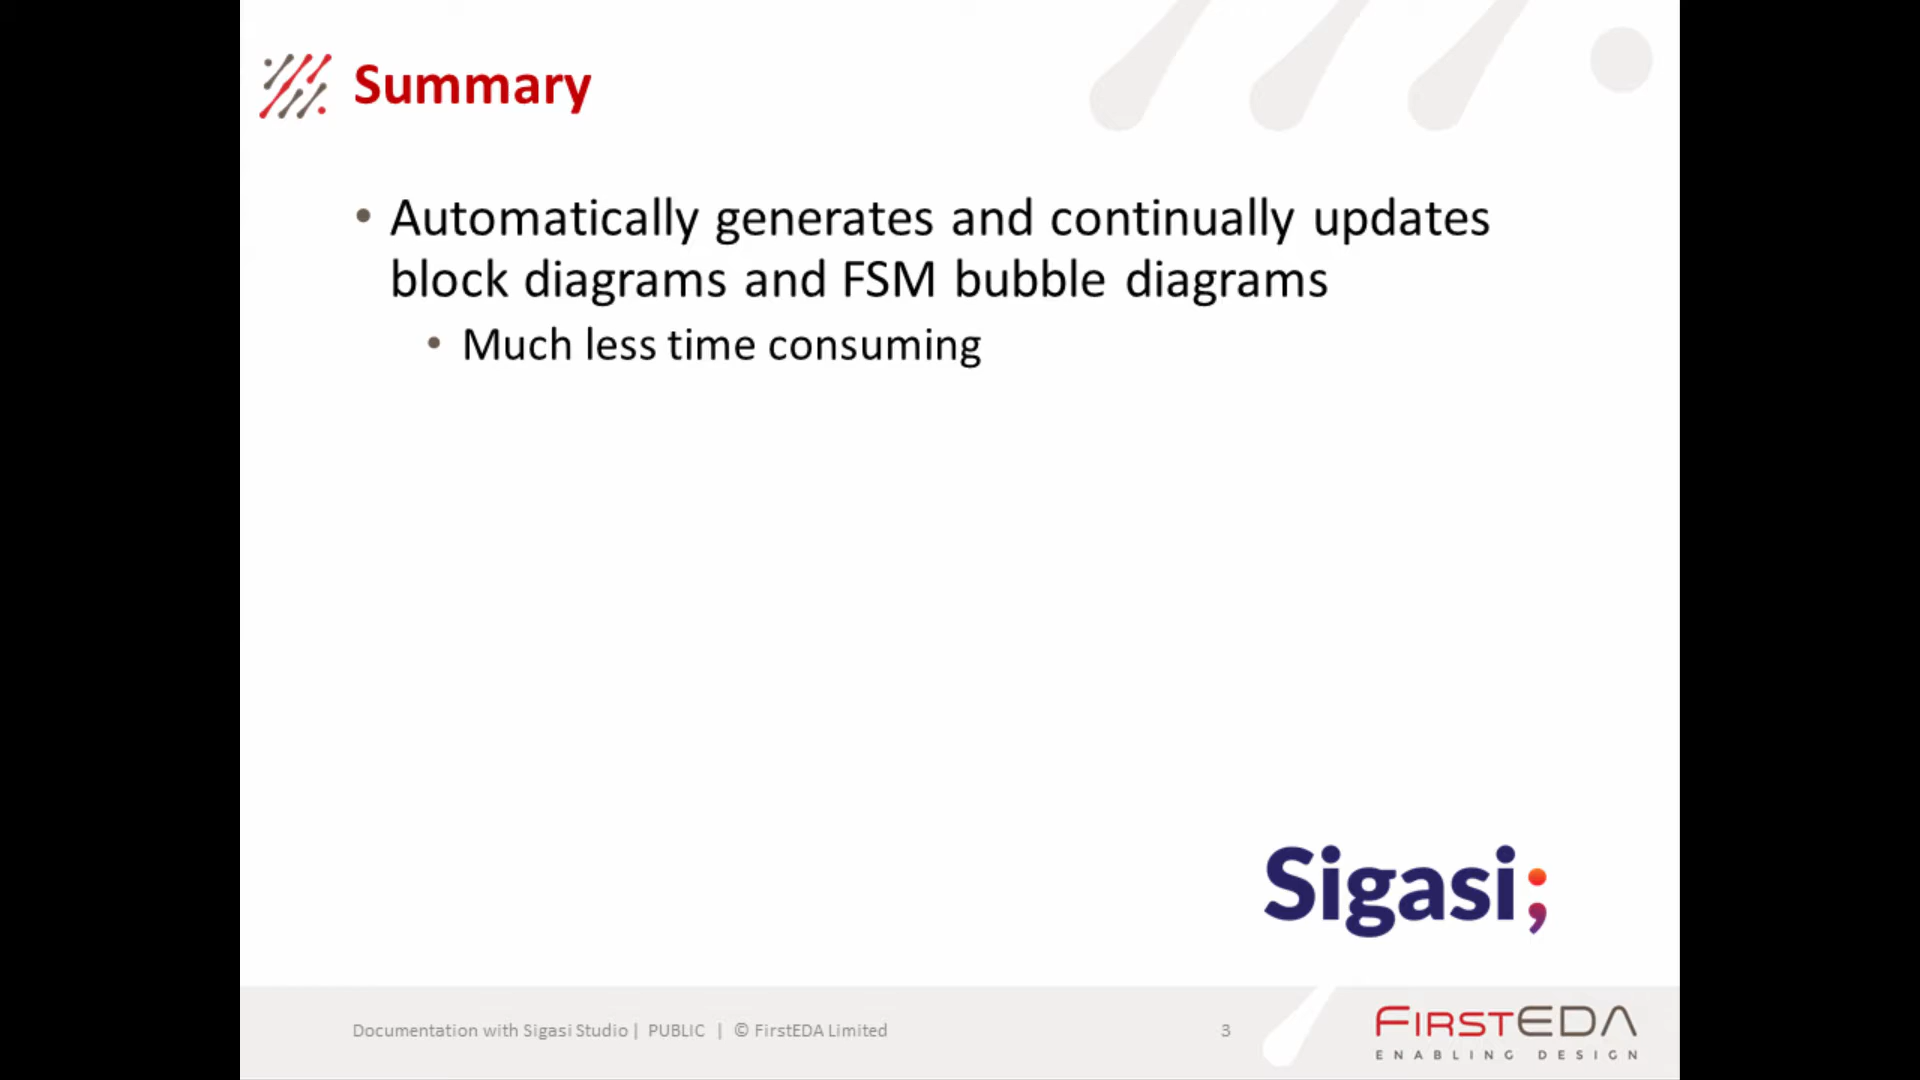 Summary
• Automatically generates and continually updates
block diagrams and FSM bubble diagrams
• Much less time consuming
Sigasi;
Documentation with Sigasi Studio | PUBLIC | © FirstEDA Limited
3
FIRSTEDA
ENABLING DESIGN